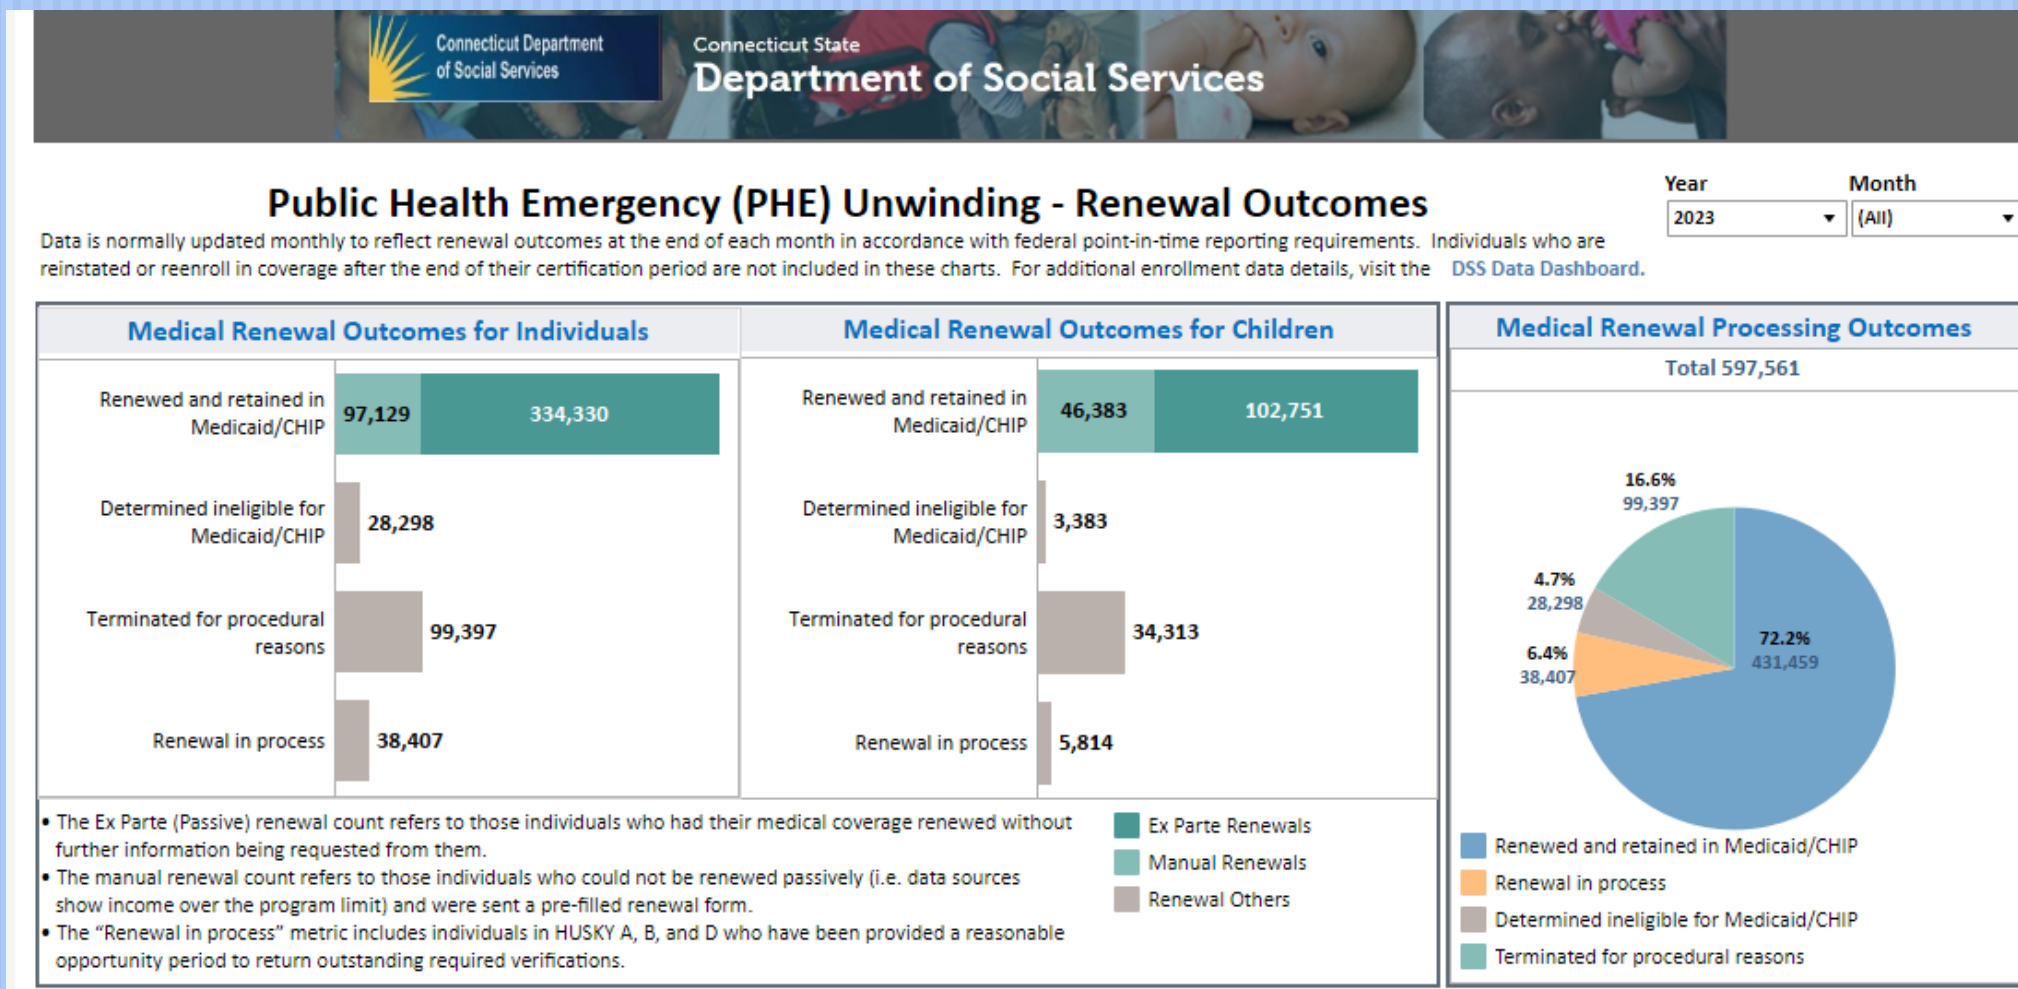 Connecticut Department
of Social Services
Connecticut State
Department of Social Services
Public Health Emergency (PHE) Unwinding - Renewal Outcomes
Year
Month
2023
(All)
Data is normally updated monthly to reflect renewal outcomes at the end of each month in accordance with federal point-in-time reporting requirements. Individuals who are
reinstated or reenroll in coverage after the end of their certification period are not included in these charts. For additional enrollment data details, visit the DSS Data Dashboard.
Medical Renewal Outcomes for Individuals
Renewed and retained in
Medicaid/CHIP
97,129
334,330
Determined ineligible for
Medicaid/CHIP
28,298
Terminated for procedural
reasons
99,397
Renewal in process
38,407
Medical Renewal Outcomes for Children
Renewed and retained in
Medicaid/CHIP
46,383
102,751
Determined ineligible for
Medicaid/CHIP
3,383
Terminated for procedural
reasons
34,313
Renewal in process
5,814
• The Ex Parte (Passive) renewal count refers to those individuals who had their medical coverage renewed without
further information being requested from them.
• The manual renewal count refers to those individuals who could not be renewed passively (i.e. data sources
show income over the program limit) and were sent a pre-filled renewal form.
• The “Renewal in process” metric includes individuals in HUSKY A, B, and D who have been provided a reasonable
opportunity period to return outstanding required verifications.
Ex Parte Renewals
Manual Renewals
Renewal Others
Medical Renewal Processing Outcomes
Total 597,561
16.6%
99,397
4.7%
28,298
6.4%
38,407
72.2%
431,459
Renewed and retained in Medicaid/CHIP
Renewal in process
Determined ineligible for Medicaid/CHIP
Terminated for procedural reasons